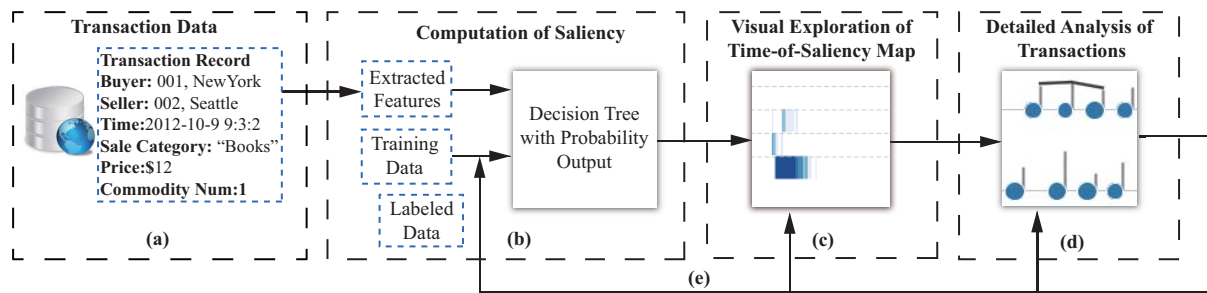 Transaction Data
Transaction Record
Buyer: 001, NewYork
Seller: 002, Seattle
Time:2012-10-9 9:3:2
Sale Category: “Books”
Price:$12
Commodity Num:1
(a)
Computation of Saliency
Extracted
Features
Training
Data
Labeled
Data
Decision Tree
with Probability
Output
(b)
Visual Exploration of
Time-of-Saliency Map
(c)
Detailed Analysis of
Transactions
(d)
(e)